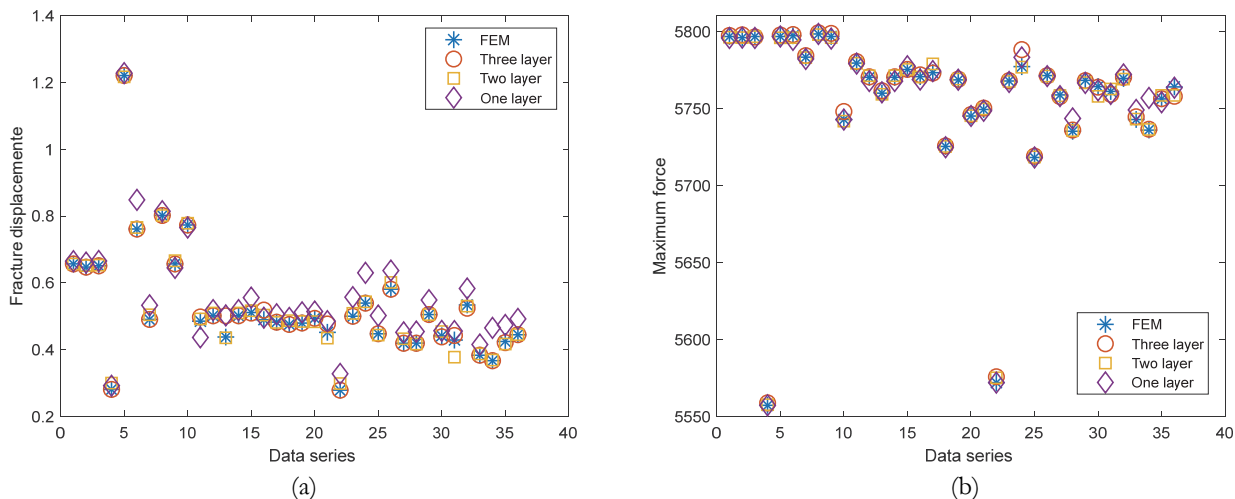 1.4
1.2
1
0.8
0.6
0.4
0.2
Fracture displacemente
FEM
Three layer
Two layer
One layer
0 5 10 15 20 25 30 35 40
Data series
(a)
5800
5750
5700
5650
5600
5550
Maximum force
FEM
Three layer
Two layer
One layer
0 5 10 15 20 25 30 35 40
Data series
(b)